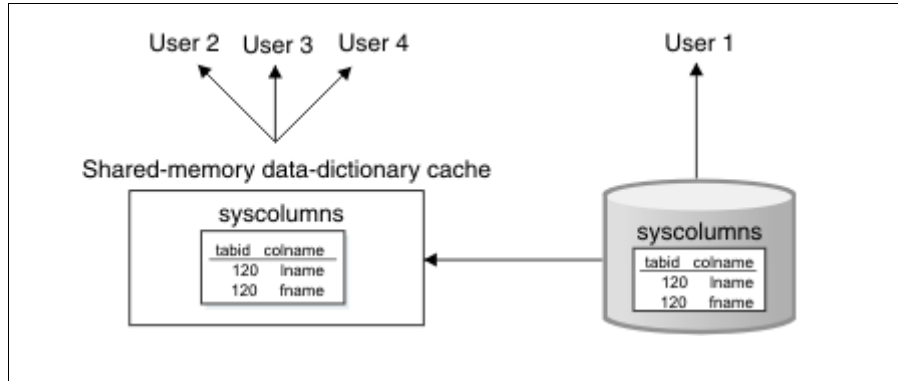 User 2 User 3 User 4
User 1
Shared-memory data-dictionary cache
syscolumns
tabid colname
120 lname
120 fname
syscolumns
tabid colname
120 lname
120 fname